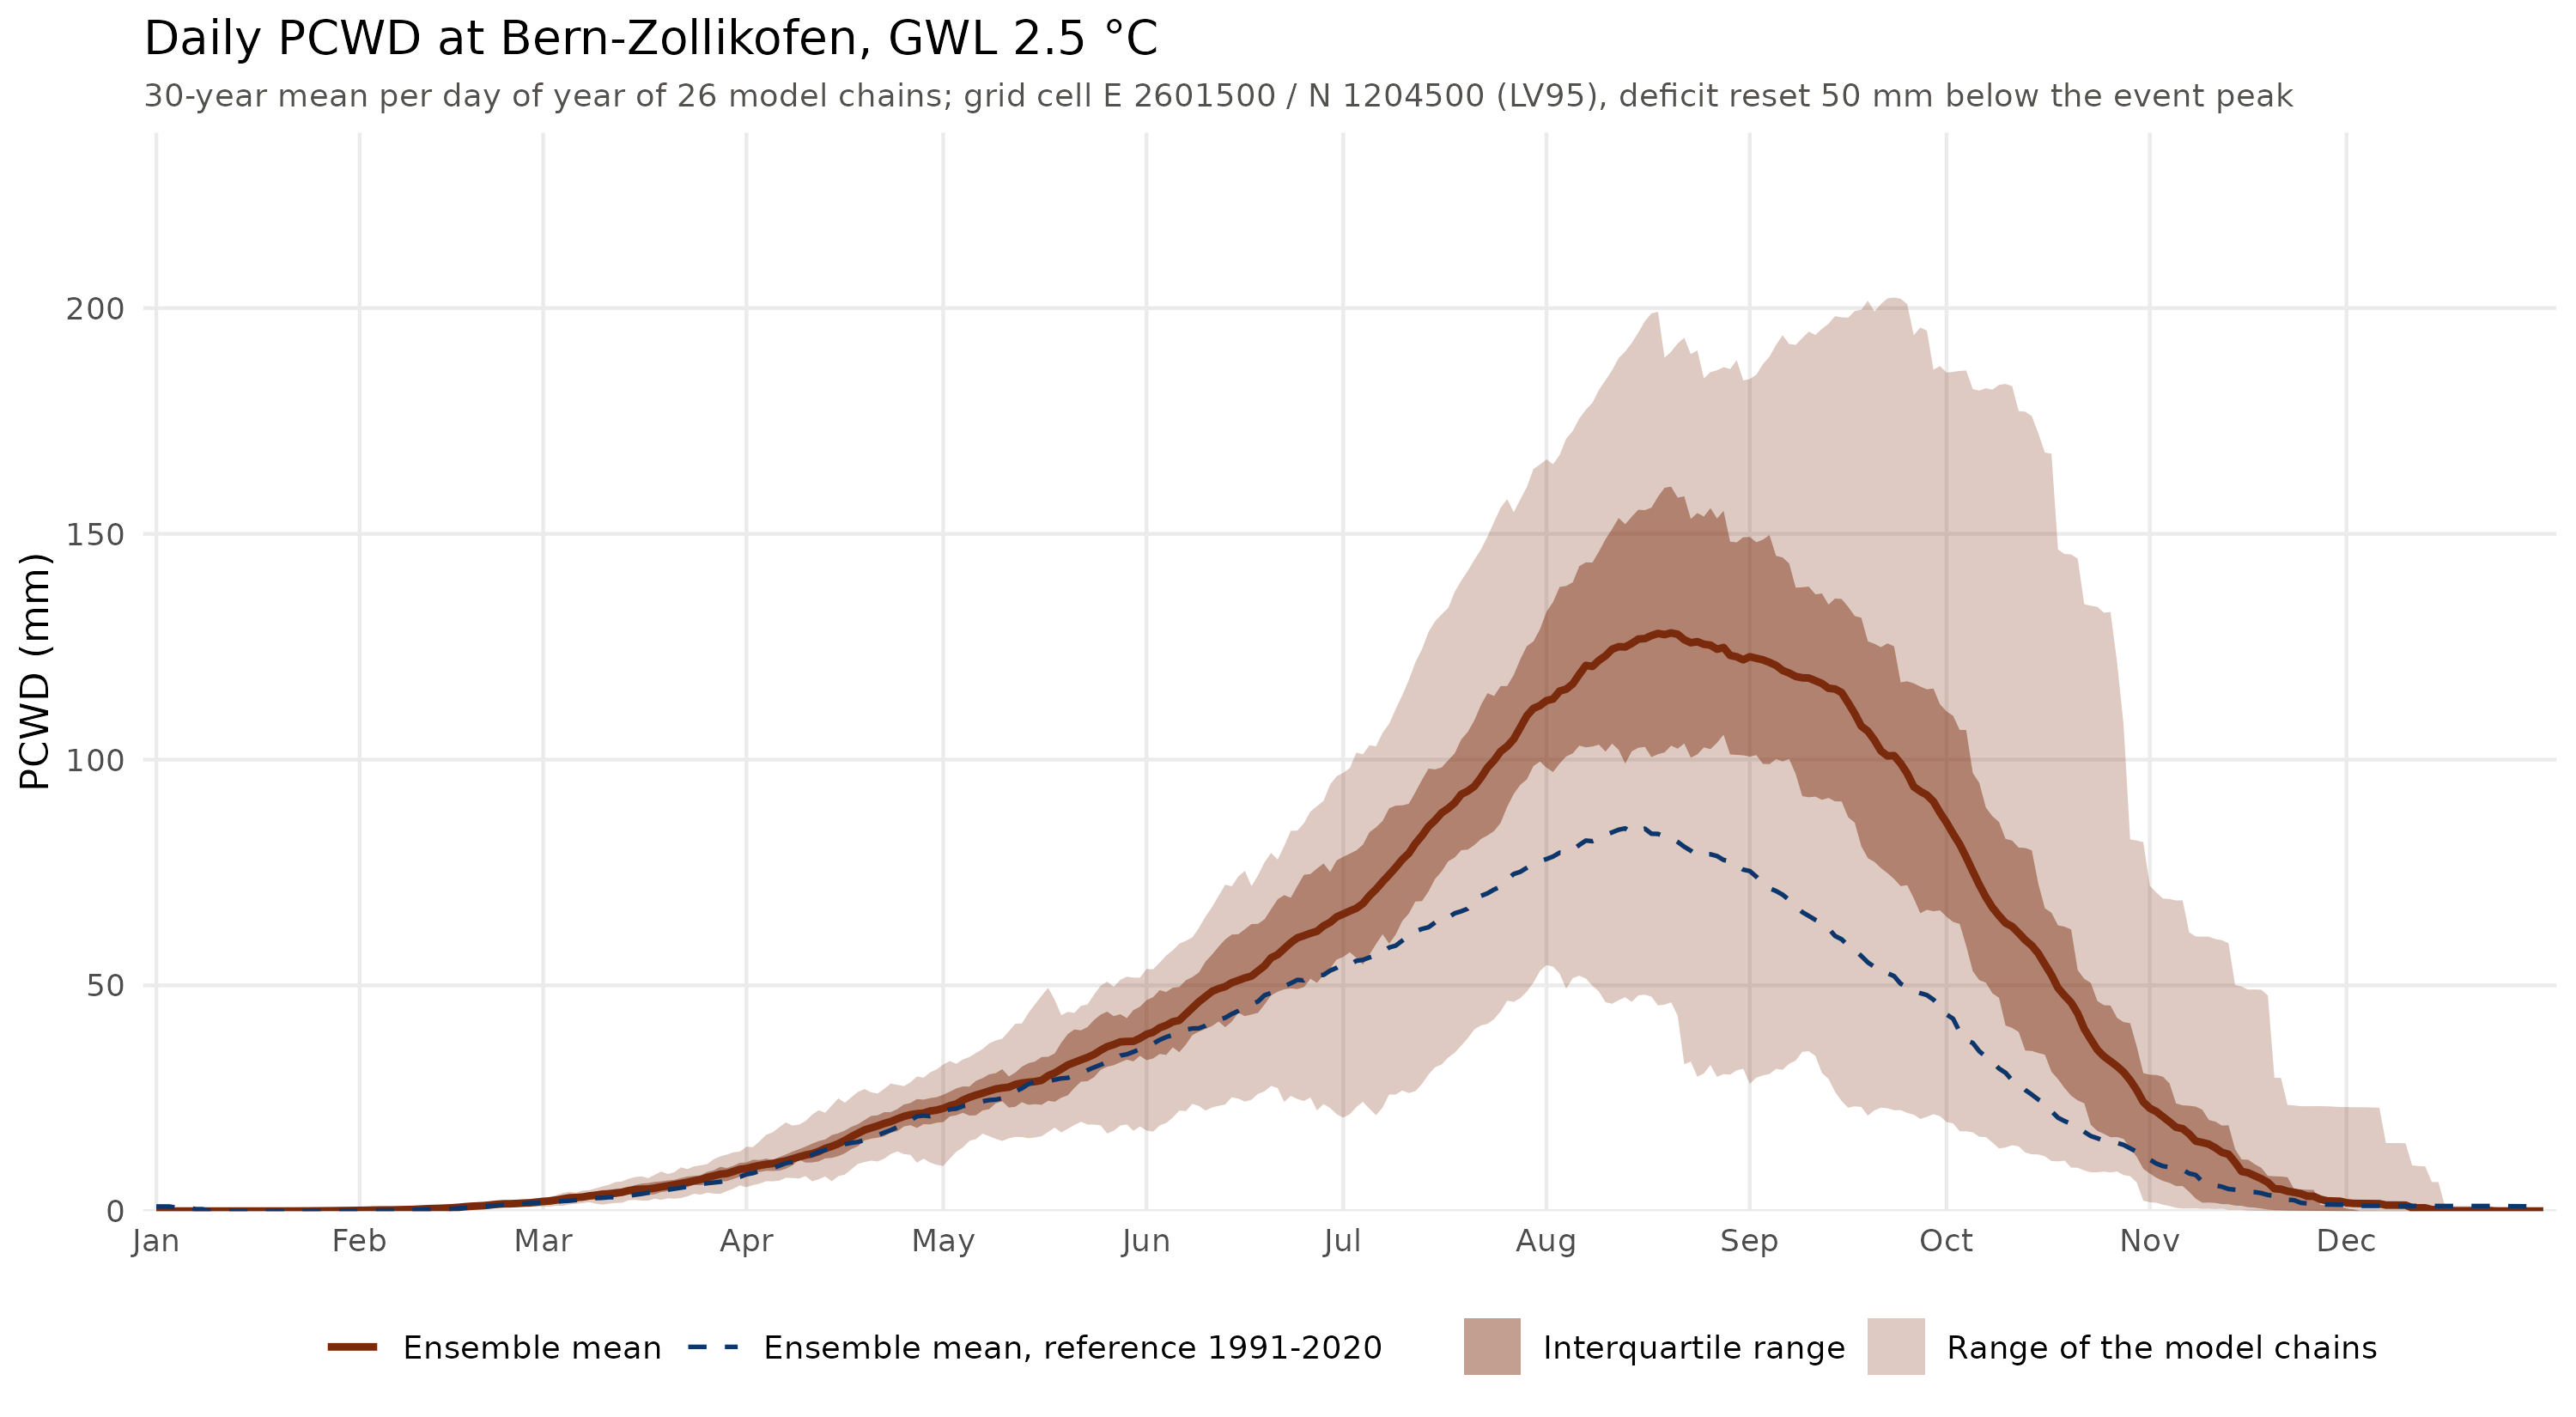 Daily PCWD at Bern-Zollikofen, GWL 2.5 °C
30-year mean per day of year of 26 model chains; grid cell E 2601500 / N 1204500 (LV95), deficit reset 50 mm below the event peak
PCWD (mm)
200
150
100
50
0
Jan Feb Mar Apr May Jun Jul Aug Sep Oct Nov Dec
Ensemble mean Ensemble mean, reference 1991-2020 Interquartile range Range of the model chains